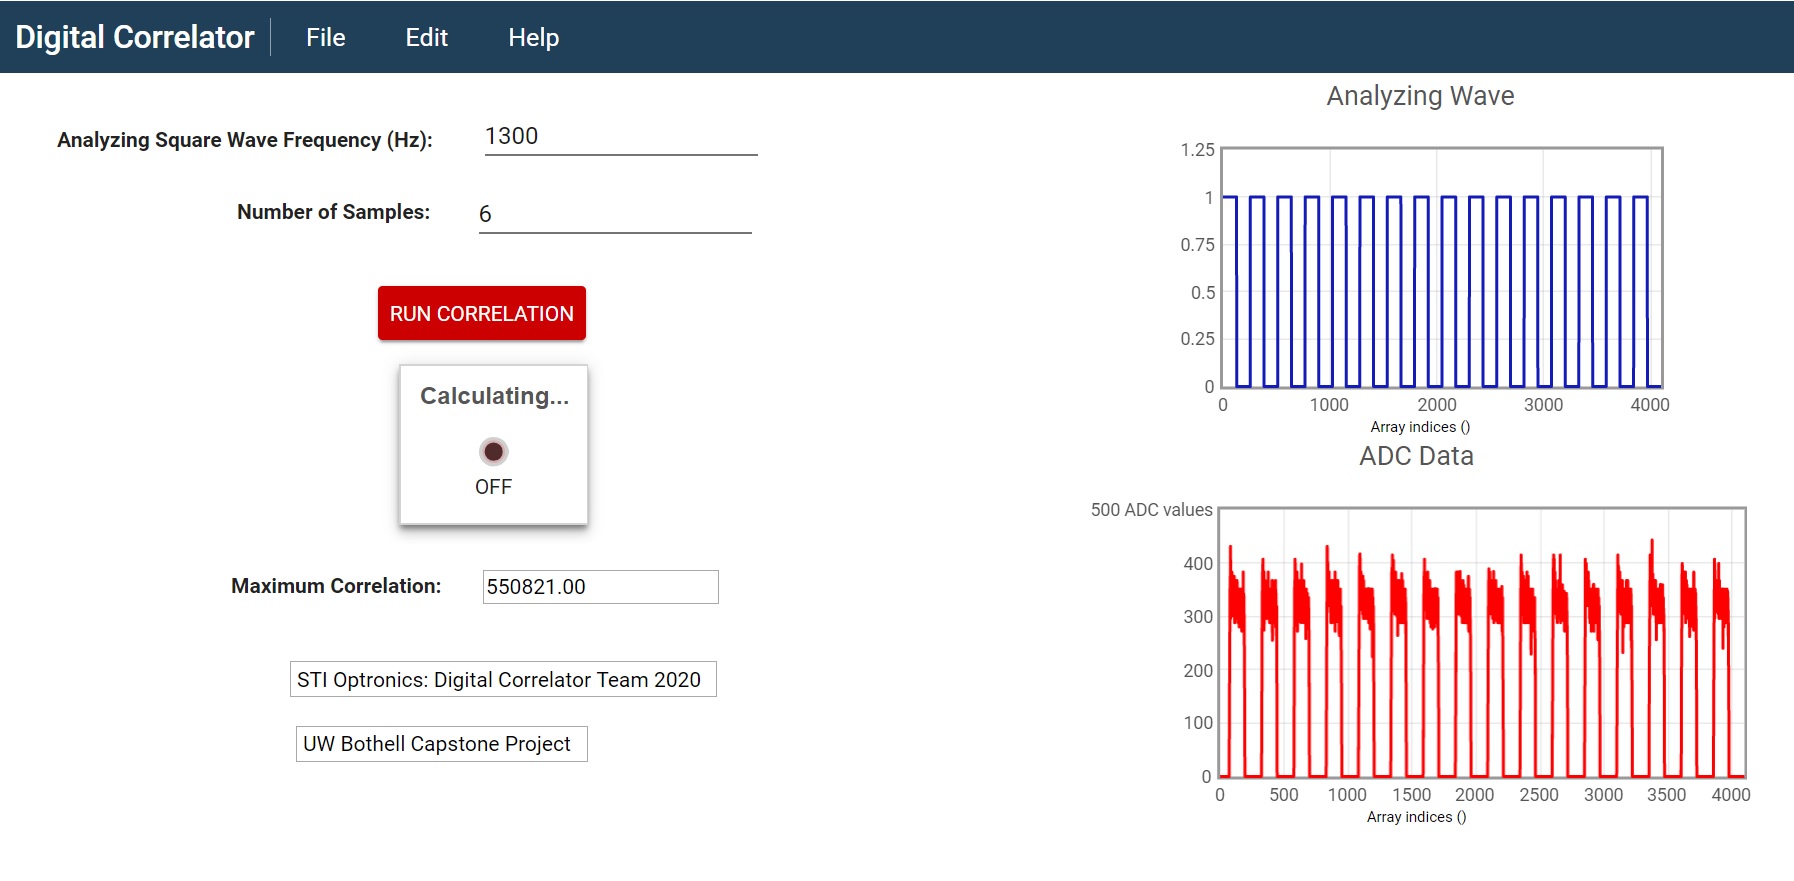 Digital Correlator File Edit Help
Analyzing Square Wave Frequency (Hz): 1300
Number of Samples: 6
RUN CORRELATION
Calculating...
OFF
Maximum Correlation: 550821.00
STI Optronics: Digital Correlator Team 2020
UW Bothell Capstone Project
Analyzing Wave
1.25
1
0.75
0.5
0.25
0
0 1000 2000 3000 4000
Array indices ()
ADC Data
500 ADC values
400
300
200
100
0
0 500 1000 1500 2000 2500 3000 3500 4000
Array indices ()